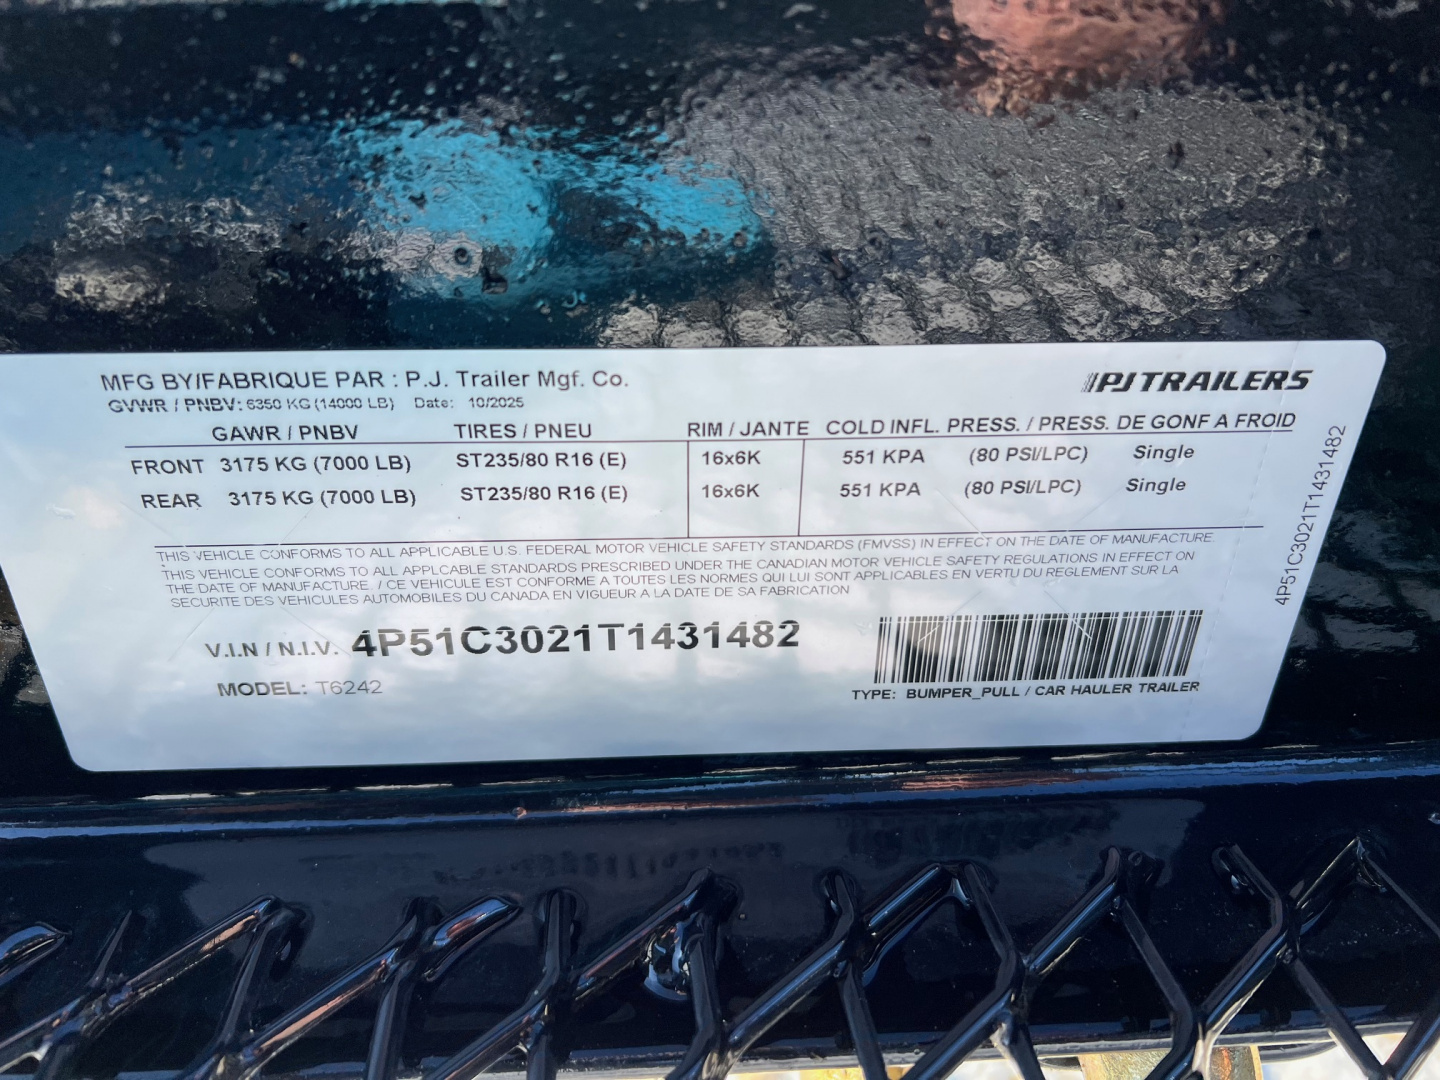 MFG BY/FABRIQUE PAR : P.J. Trailer Mgf. Co.
PJ TRAILERS
GVWR / PNBV: 6350 KG (14000 LB) Date: 10/2025
GAWR / PNBV TIRES / PNEU RIM / JANTE COLD INFL. PRESS. / PRESS. DE GONF A FROID
FRONT 3175 KG (7000 LB) ST235/80 R16 (E) 16x6K 551 KPA (80 PSI/LPC) Single
REAR 3175 KG (7000 LB) ST235/80 R16 (E) 16x6K 551 KPA (80 PSI/LPC) Single
THIS VEHICLE CONFORMS TO ALL APPLICABLE U.S. FEDERAL MOTOR VEHICLE SAFETY STANDARDS (FMVSS) IN EFFECT ON THE DATE OF MANUFACTURE.
THIS VEHICLE CONFORMS TO ALL APPLCABLE STANDARDS PRESCRIBED UNDER THE CANADIAN MOTOR VEHICLE SAFETY REGULATIONS IN EFFECT ON
THE DATE OF MANUFACTURE. / CE VEHICULE EST CONFORME A TOUTES LES NORMES QUI LUI SONT APPLICABLES EN VERTU DU REGLEMENT SUR LA
SECURITE DES VEHICULES AUTOMOBILES DU CANADA EN VIGUEUR A LA DATE DE SA FABRICATION
V.I.N / N.I.V. 4P51C3021T1431482
MODEL: T6242
TYPE: BUMPER_PULL / CAR HAULER TRAILER
4P51C3021T1431482